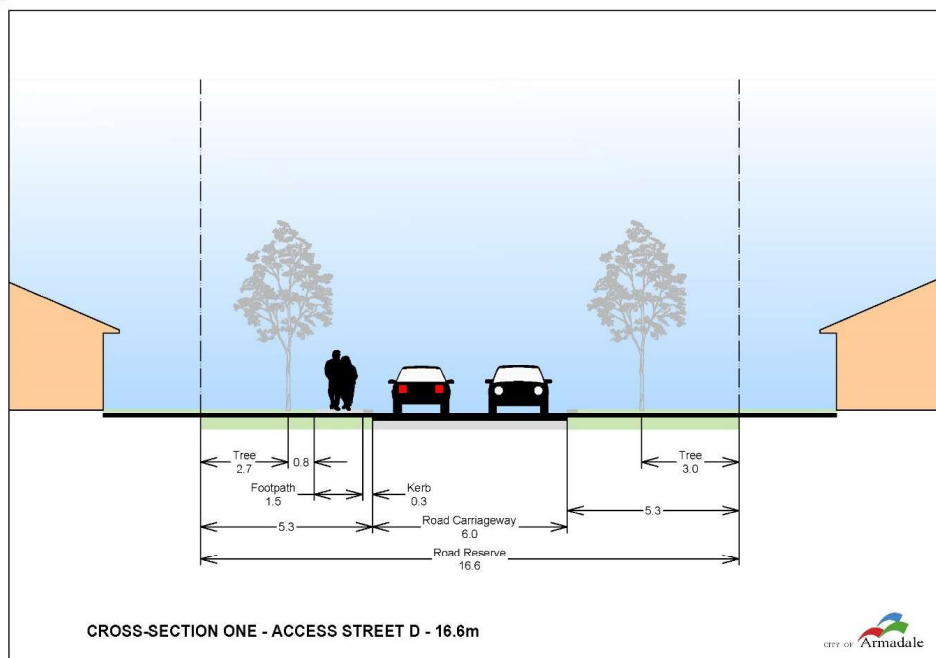 Tree
2.7
0.8
Tree
3.0
Footpath
1.5
Kerb
0.3
5.3
Road Carriageway
6.0
5.3
Road Reserve
16.6
CROSS-SECTION ONE - ACCESS STREET D - 16.6m
CITY OF Armadale